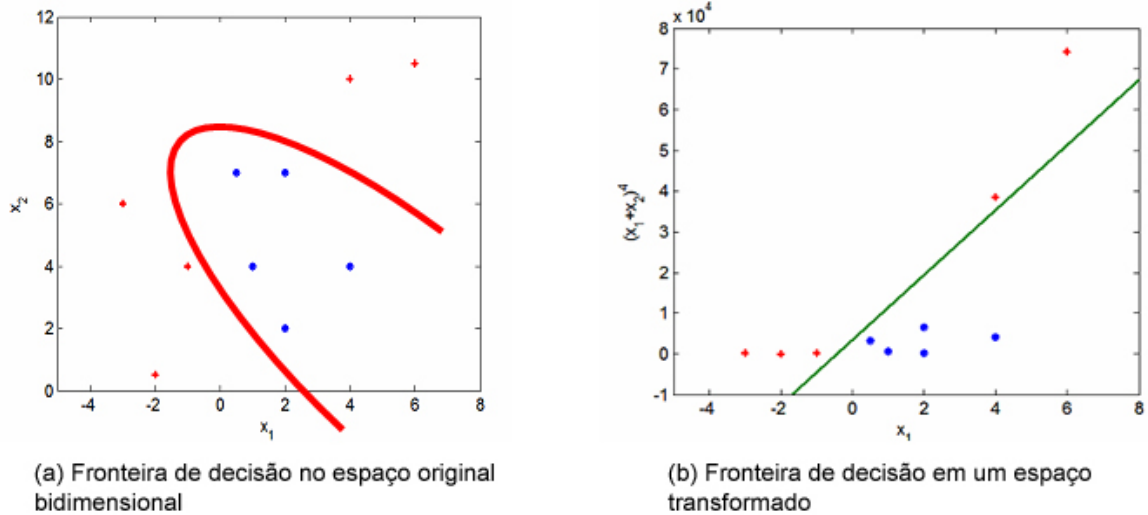 12
10
8
6
4
2
0
-4 -2 0 2 4 6 8
x₂
x₁
(a) Fronteira de decisão no espaço original
bidimensional
x 10⁴
8
7
6
5
4
3
2
1
0
-1
-4 -2 0 2 4 6 8
(x₁+x₂)⁴
x₁
(b) Fronteira de decisão em um espaço
transformado